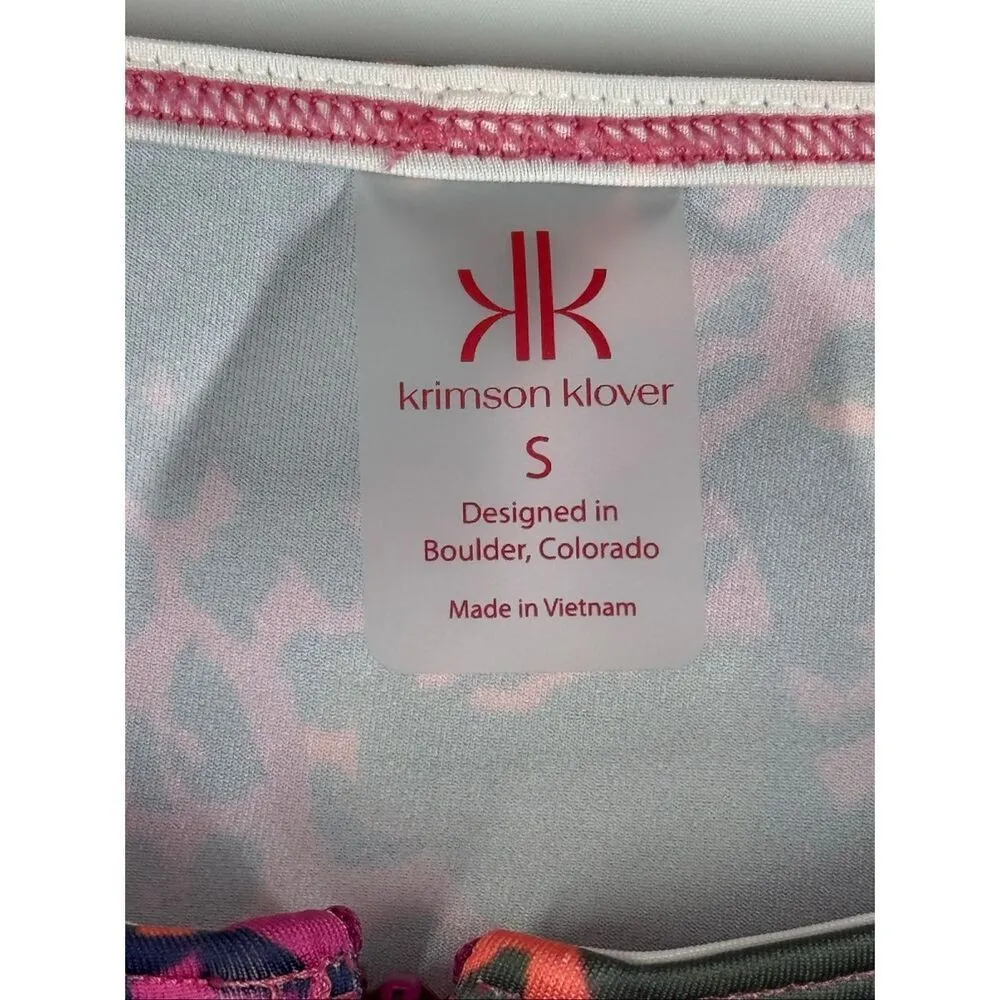 krimson klover
S
Designed in
Boulder, Colorado
Made in Vietnam